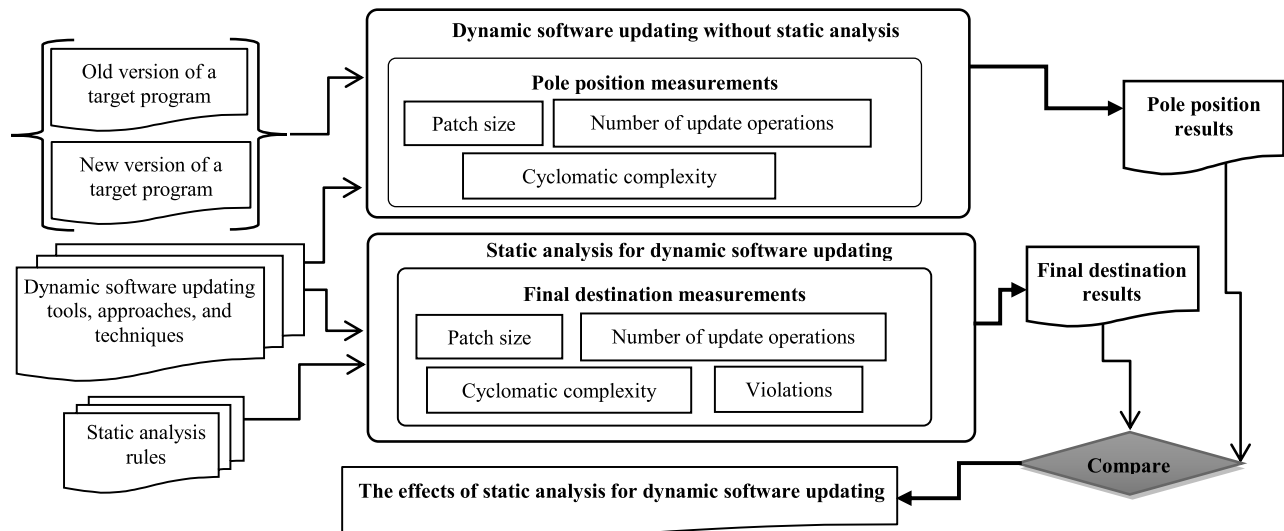 Dynamic software updating without static analysis
Old version of a
target program
New version of a
target program
Pole position measurements
Patch size
Number of update operations
Cyclomatic complexity
Pole position
results
Dynamic software updating
tools, approaches, and
techniques
Static analysis
rules
Static analysis for dynamic software updating
Final destination measurements
Patch size
Number of update operations
Cyclomatic complexity
Violations
Final destination
results
Compare
The effects of static analysis for dynamic software updating